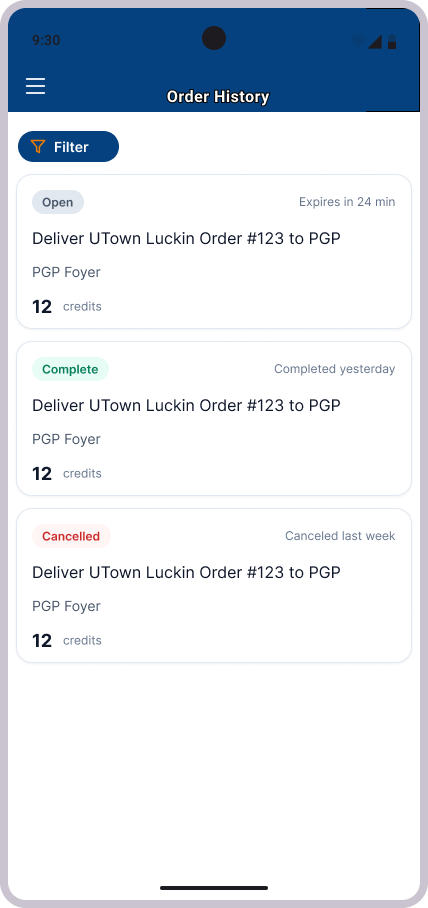 9:30
Order History
Filter
Open
Expires in 24 min
Deliver UTown Luckin Order #123 to PGP
PGP Foyer
12 credits
Complete
Completed yesterday
Deliver UTown Luckin Order #123 to PGP
PGP Foyer
12 credits
Cancelled
Canceled last week
Deliver UTown Luckin Order #123 to PGP
PGP Foyer
12 credits